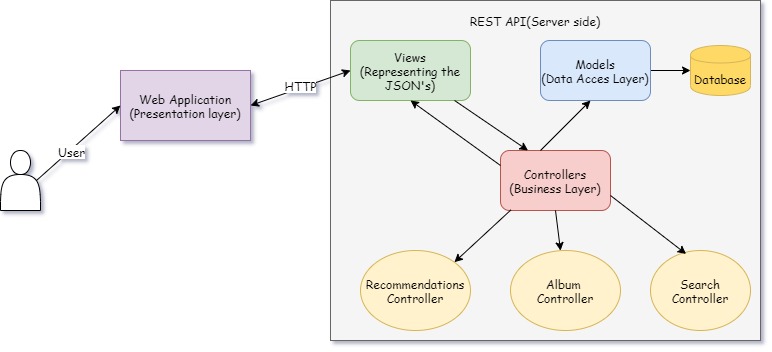 REST API(Server side)
Views
(Representing the
JSON's)
Models
(Data Acces Layer)
Database
HTTP
Web Application
(Presentation layer)
User
Controllers
(Business Layer)
Recommendations
Controller
Album
Controller
Search
Controller